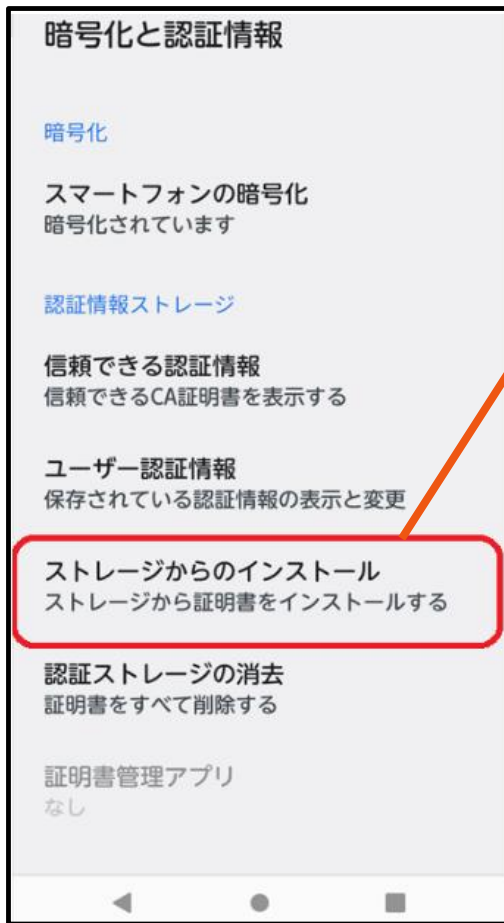 暗号化と認証情報
暗号化
スマートフォンの暗号化
暗号化されています
認証情報ストレージ
信頼できる認証情報
信頼できるCA証明書を表示する
ユーザー認証情報
保存されている認証情報の表示と変更
ストレージからのインストール
ストレージから証明書をインストールする
認証ストレージの消去
証明書をすべて削除する
証明書管理アプリ
なし